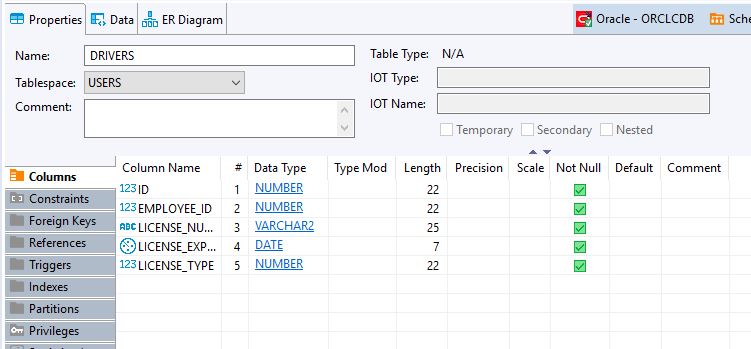 Properties Data ER Diagram Oracle - ORCLCDB Sche
Name: DRIVERS Table Type: N/A
Tablespace: USERS IOT Type:
Comment: IOT Name:
Temporary Secondary Nested
Columns
Constraints
Foreign Keys
References
Triggers
Indexes
Partitions
Privileges
Column Name # Data Type Type Mod Length Precision Scale Not Null Default Comment
123 ID 1 NUMBER 22
123 EMPLOYEE_ID 2 NUMBER 22
ABC LICENSE_NU... 3 VARCHAR2 25
LICENSE_EXP... 4 DATE 7
123 LICENSE_TYPE 5 NUMBER 22